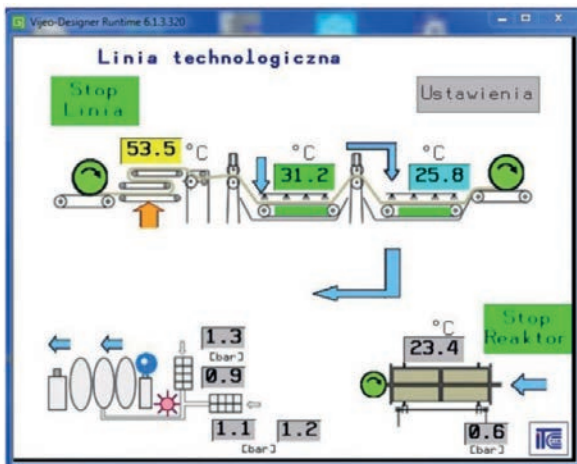 Vijeo-Designer Runtime 6.1.3.320
Linia technologiczna
Stop
Linia
Ustawienia
53.5 °C
°C
31.2
°C
25.8
1.3
[bar]
0.9
1.1 1.2
[bar]
°C
23.4
Stop
Reaktor
0.6
[bar]